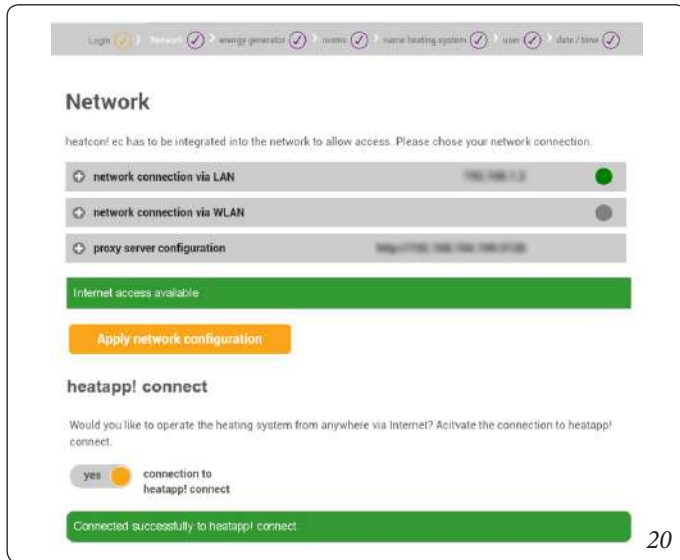 Login > Network > energy generator > rooms > name heating system > user > date / time
Network
heatcon! ec has to be integrated into the network to allow access. Please chose your network connection.
network connection via LAN
network connection via WLAN
proxy server configuration
Internet access available
Apply network configuration
heatapp! connect
Would you like to operate the heating system from anywhere via Internet? Acitvate the connection to heatapp!
connect.
yes connection to
heatapp! connect
Connected successfully to heatapp! connect.
20